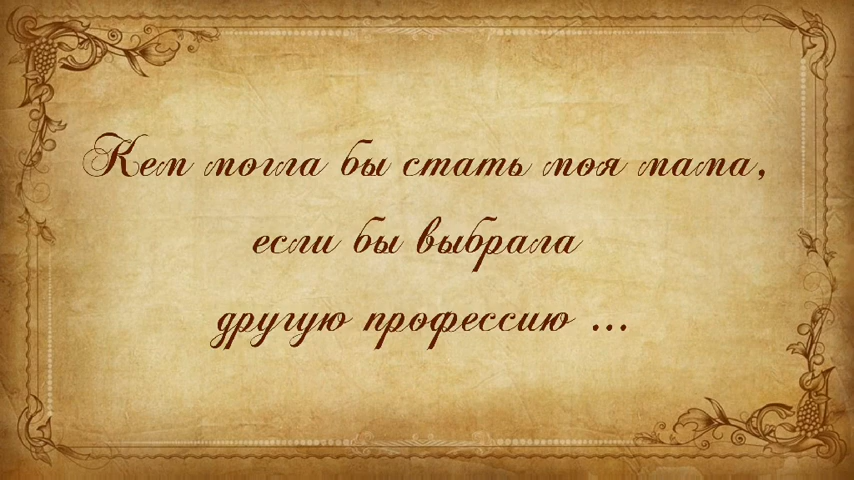 Кем могла бы стать моя мама,
если бы выбрала
другую профессию ...